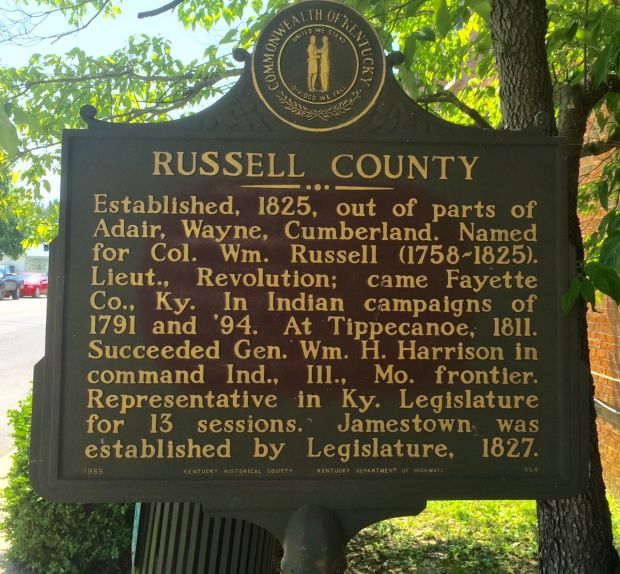 COMMONWEALTH OF KENTUCKY
UNITED WE STAND
DIVIDED WE FALL
RUSSELL COUNTY
Established, 1825, out of parts of
Adair, Wayne, Cumberland. Named
for Col. Wm. Russell (1758-1825).
Lieut., Revolution; came Fayette
Co., Ky. In Indian campaigns of
1791 and '94. At Tippecanoe, 1811.
Succeeded Gen. Wm. H. Harrison in
command Ind., Ill., Mo. frontier.
Representative in Ky. Legislature
for 13 sessions. Jamestown was
established by Legislature, 1827.
1966 KENTUCKY HISTORICAL SOCIETY KENTUCKY DEPARTMENT OF HIGHWAYS 954